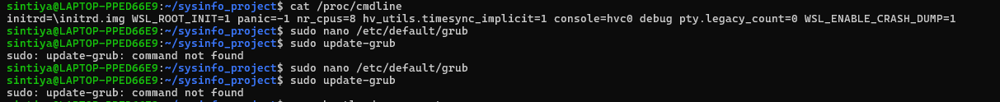 sintiya@LAPTOP-PPED66E9:~/sysinfo_project$ cat /proc/cmdline
initrd=\initrd.img WSL_ROOT_INIT=1 panic=-1 nr_cpus=8 hv_utils.timesync_implicit=1 console=hvc0 debug pty.legacy_count=0 WSL_ENABLE_CRASH_DUMP=1
sintiya@LAPTOP-PPED66E9:~/sysinfo_project$ sudo nano /etc/default/grub
sintiya@LAPTOP-PPED66E9:~/sysinfo_project$ sudo update-grub
sudo: update-grub: command not found
sintiya@LAPTOP-PPED66E9:~/sysinfo_project$ sudo nano /etc/default/grub
sintiya@LAPTOP-PPED66E9:~/sysinfo_project$ sudo update-grub
sudo: update-grub: command not found